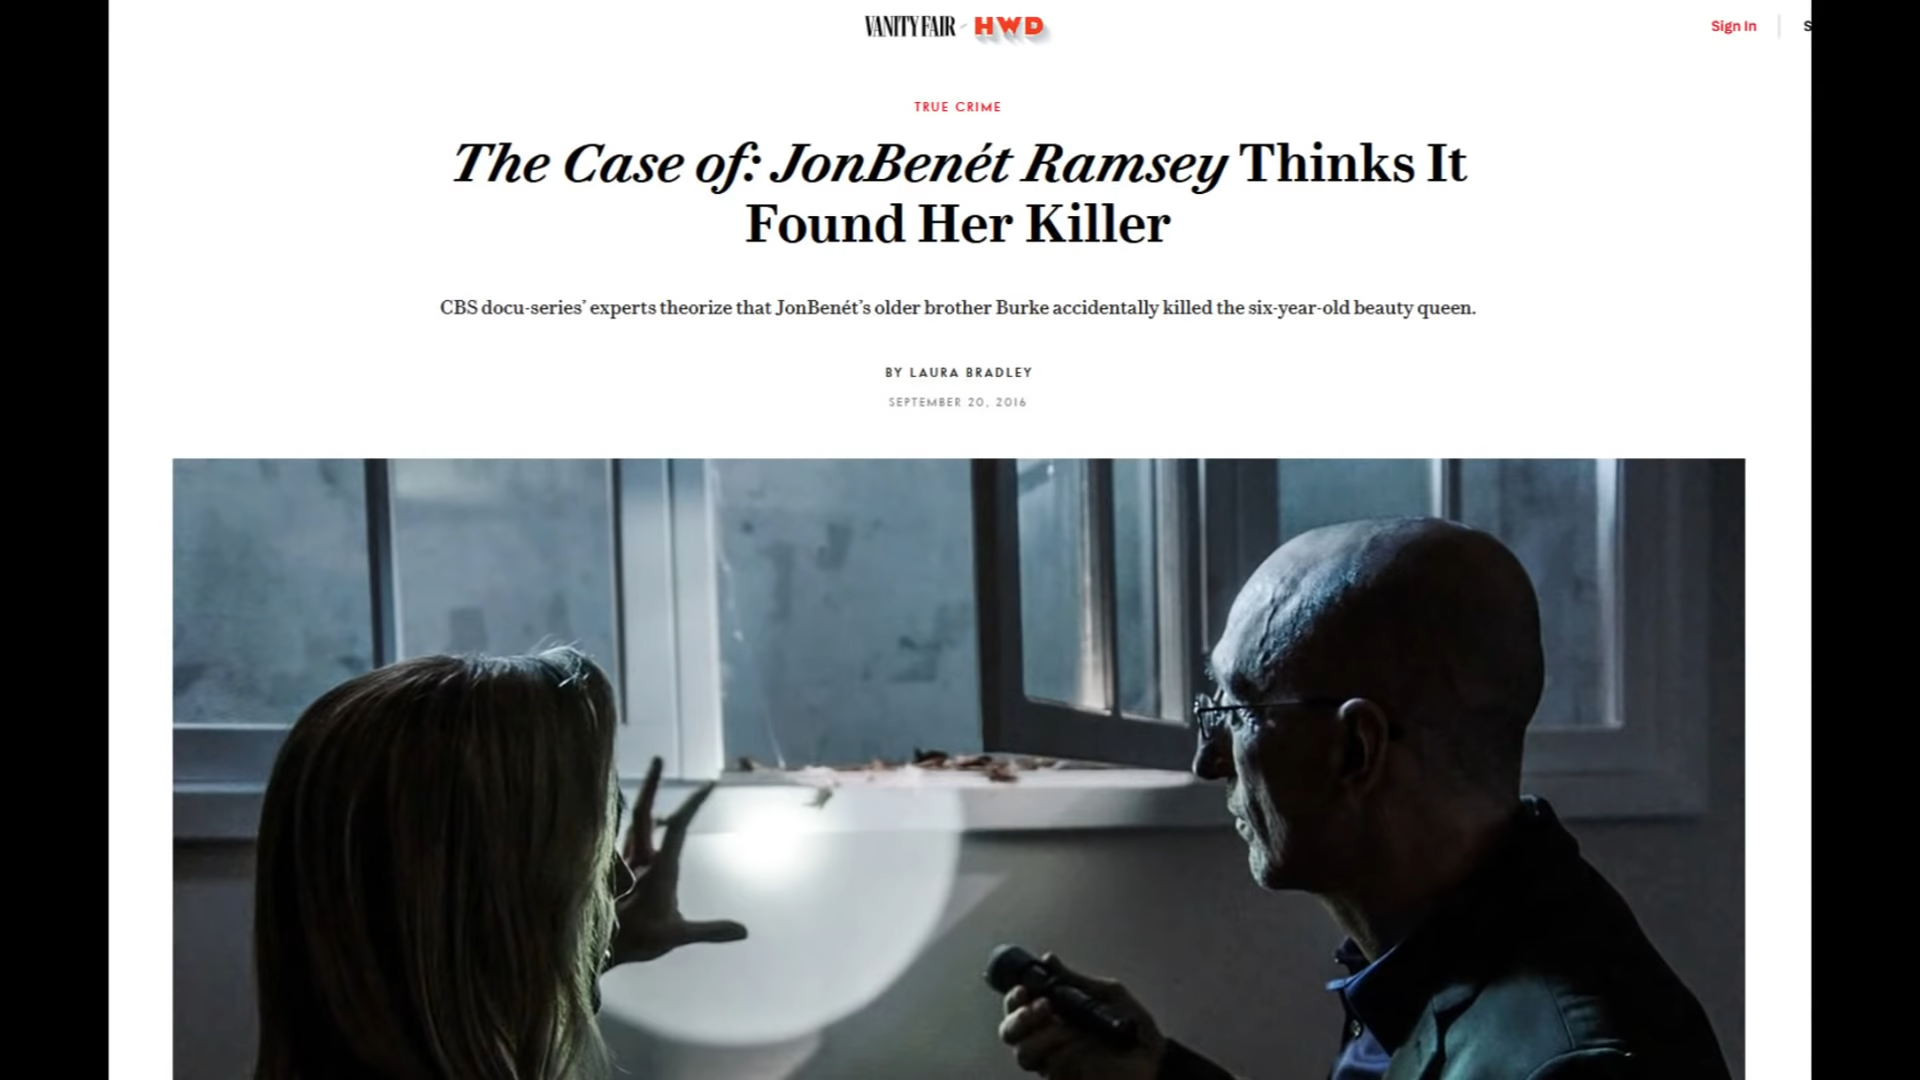 VANITY FAIR HWD
Sign In
TRUE CRIME
The Case of: JonBenét Ramsey Thinks It
Found Her Killer
CBS docu-series’ experts theorize that JonBenét’s older brother Burke accidentally killed the six-year-old beauty queen.
BY LAURA BRADLEY
SEPTEMBER 20, 2016